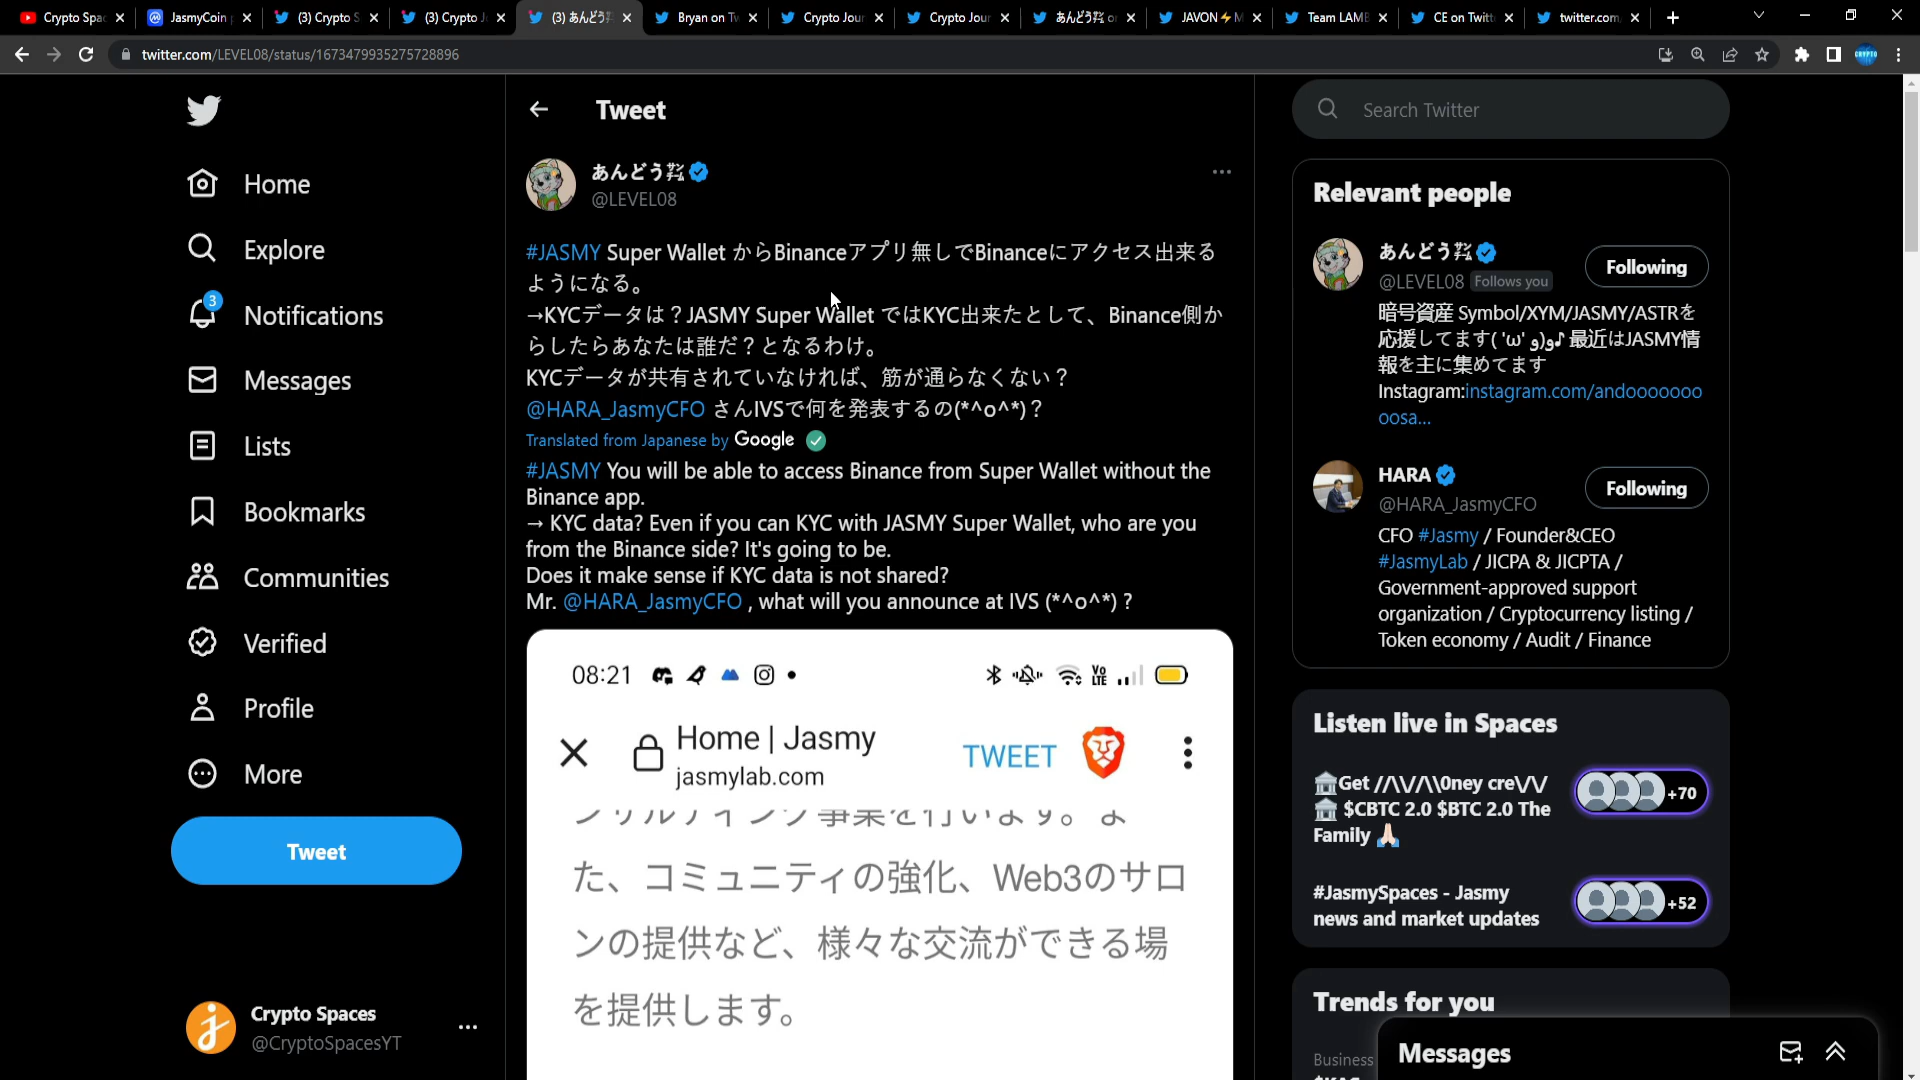 Crypto Spac
JasmyCoin
(3) Crypto S
(3) Crypto J
(3) あんどう
Bryan on Tw
Crypto Jour
Crypto Jour
あんどう
JAVON⚡
Team LAMB
CE on Twitt
twitter.com
twitter.com/LEVEL08/status/1673479935275728896
Home
Explore
3
Notifications
Messages
Lists
Bookmarks
Communities
Verified
Profile
More
Tweet
Crypto Spaces
@CryptoSpacesYT
Tweet
あんどう
@LEVEL08
#JASMY Super Wallet からBinanceアプリ無しでBinanceにアクセス出来る
ようになる。
→KYCデータは？JASMY Super Wallet ではKYC出来たとして、Binance側か
らしたらあなたは誰だ？となるわけ。
KYCデータが共有されていなければ、筋が通らなくない？
@HARA_JasmyCFO さんIVSで何を発表するの(*^o^*)？
Translated from Japanese by Google
#JASMY You will be able to access Binance from Super Wallet without the
Binance app.
→ KYC data? Even if you can KYC with JASMY Super Wallet, who are you
from the Binance side? It's going to be.
Does it make sense if KYC data is not shared?
Mr. @HARA_JasmyCFO , what will you announce at IVS (*^o^*) ?
08:21
Vo LTE
Home | Jasmy
jasmylab.com
TWEET
た、コミュニティの強化、Web3のサロ
ンの提供など、様々な交流ができる場
を提供します。
Search Twitter
Relevant people
あんどう
@LEVEL08 Follows you
Following
暗号資産 Symbol/XYM/JASMY/ASTRを
応援してます( 'ω' و)و♪ 最近はJASMY情
報を主に集めてます
Instagram:instagram.com/andooooooo
oosa...
HARA
@HARA_JasmyCFO
Following
CFO #Jasmy / Founder&CEO
#JasmyLab / JICPA & JICPTA /
Government-approved support
organization / Cryptocurrency listing /
Token economy / Audit / Finance
Listen live in Spaces
🏛️Get //\\//\\0ney cre\/\/
🏛️ $CBTC 2.0 $BTC 2.0 The
Family 🙏🏻
+70
#JasmySpaces - Jasmy
news and market updates
+52
Trends for you
Business
Messages